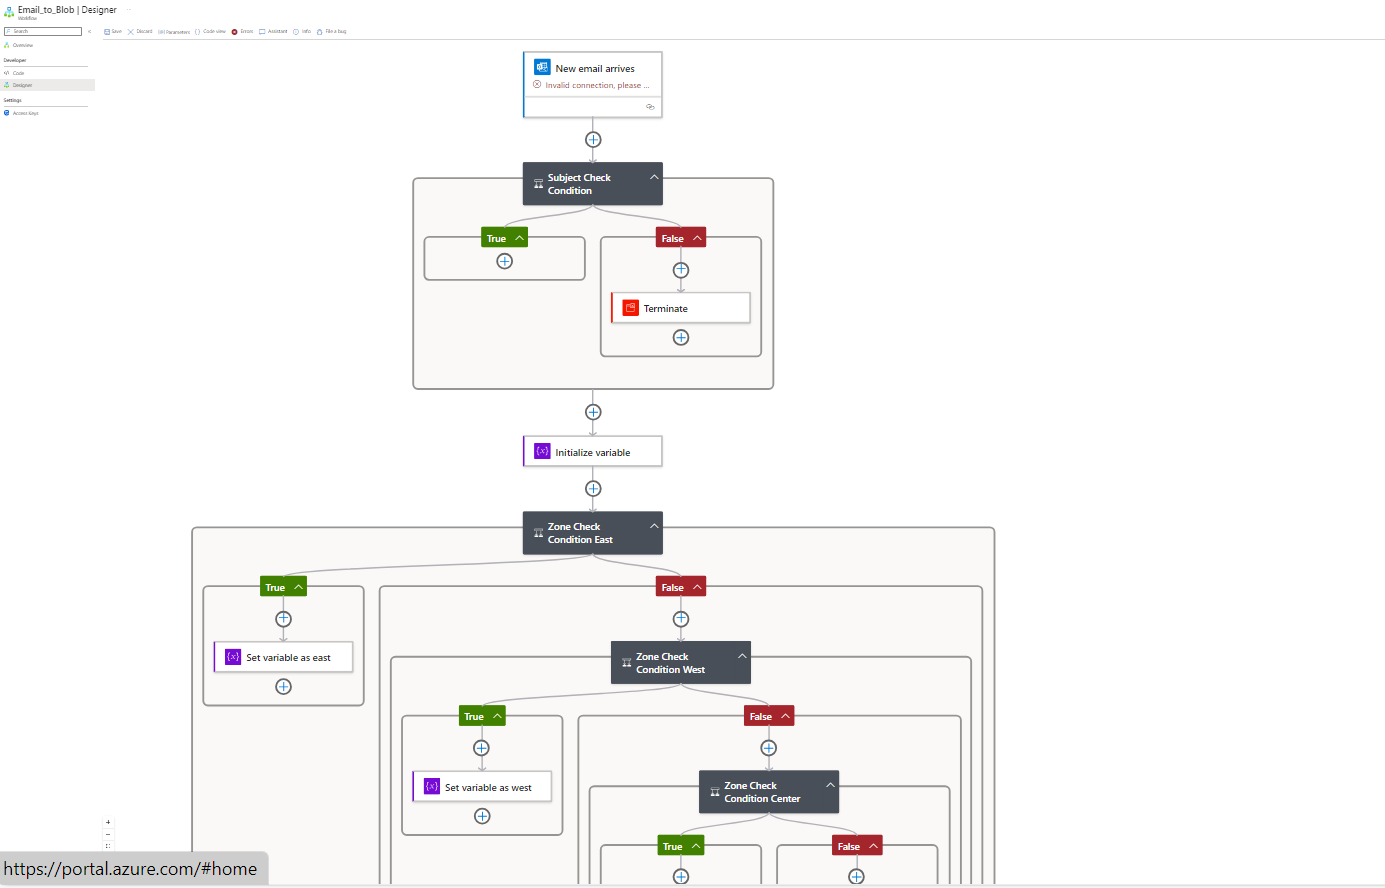 Email_to_Blob | Designer ...
Workflow
Search
Save Discard Parameters Code view Errors Assistant Info File a bug
Overview
Developer
Code
Designer
Settings
Access Keys
New email arrives
Invalid connection, please ...
Subject Check
Condition
True False
Terminate
Initialize variable
Zone Check
Condition East
True False
Set variable as east
Zone Check
Condition West
True False
Set variable as west
Zone Check
Condition Center
True False
https://portal.azure.com/#home